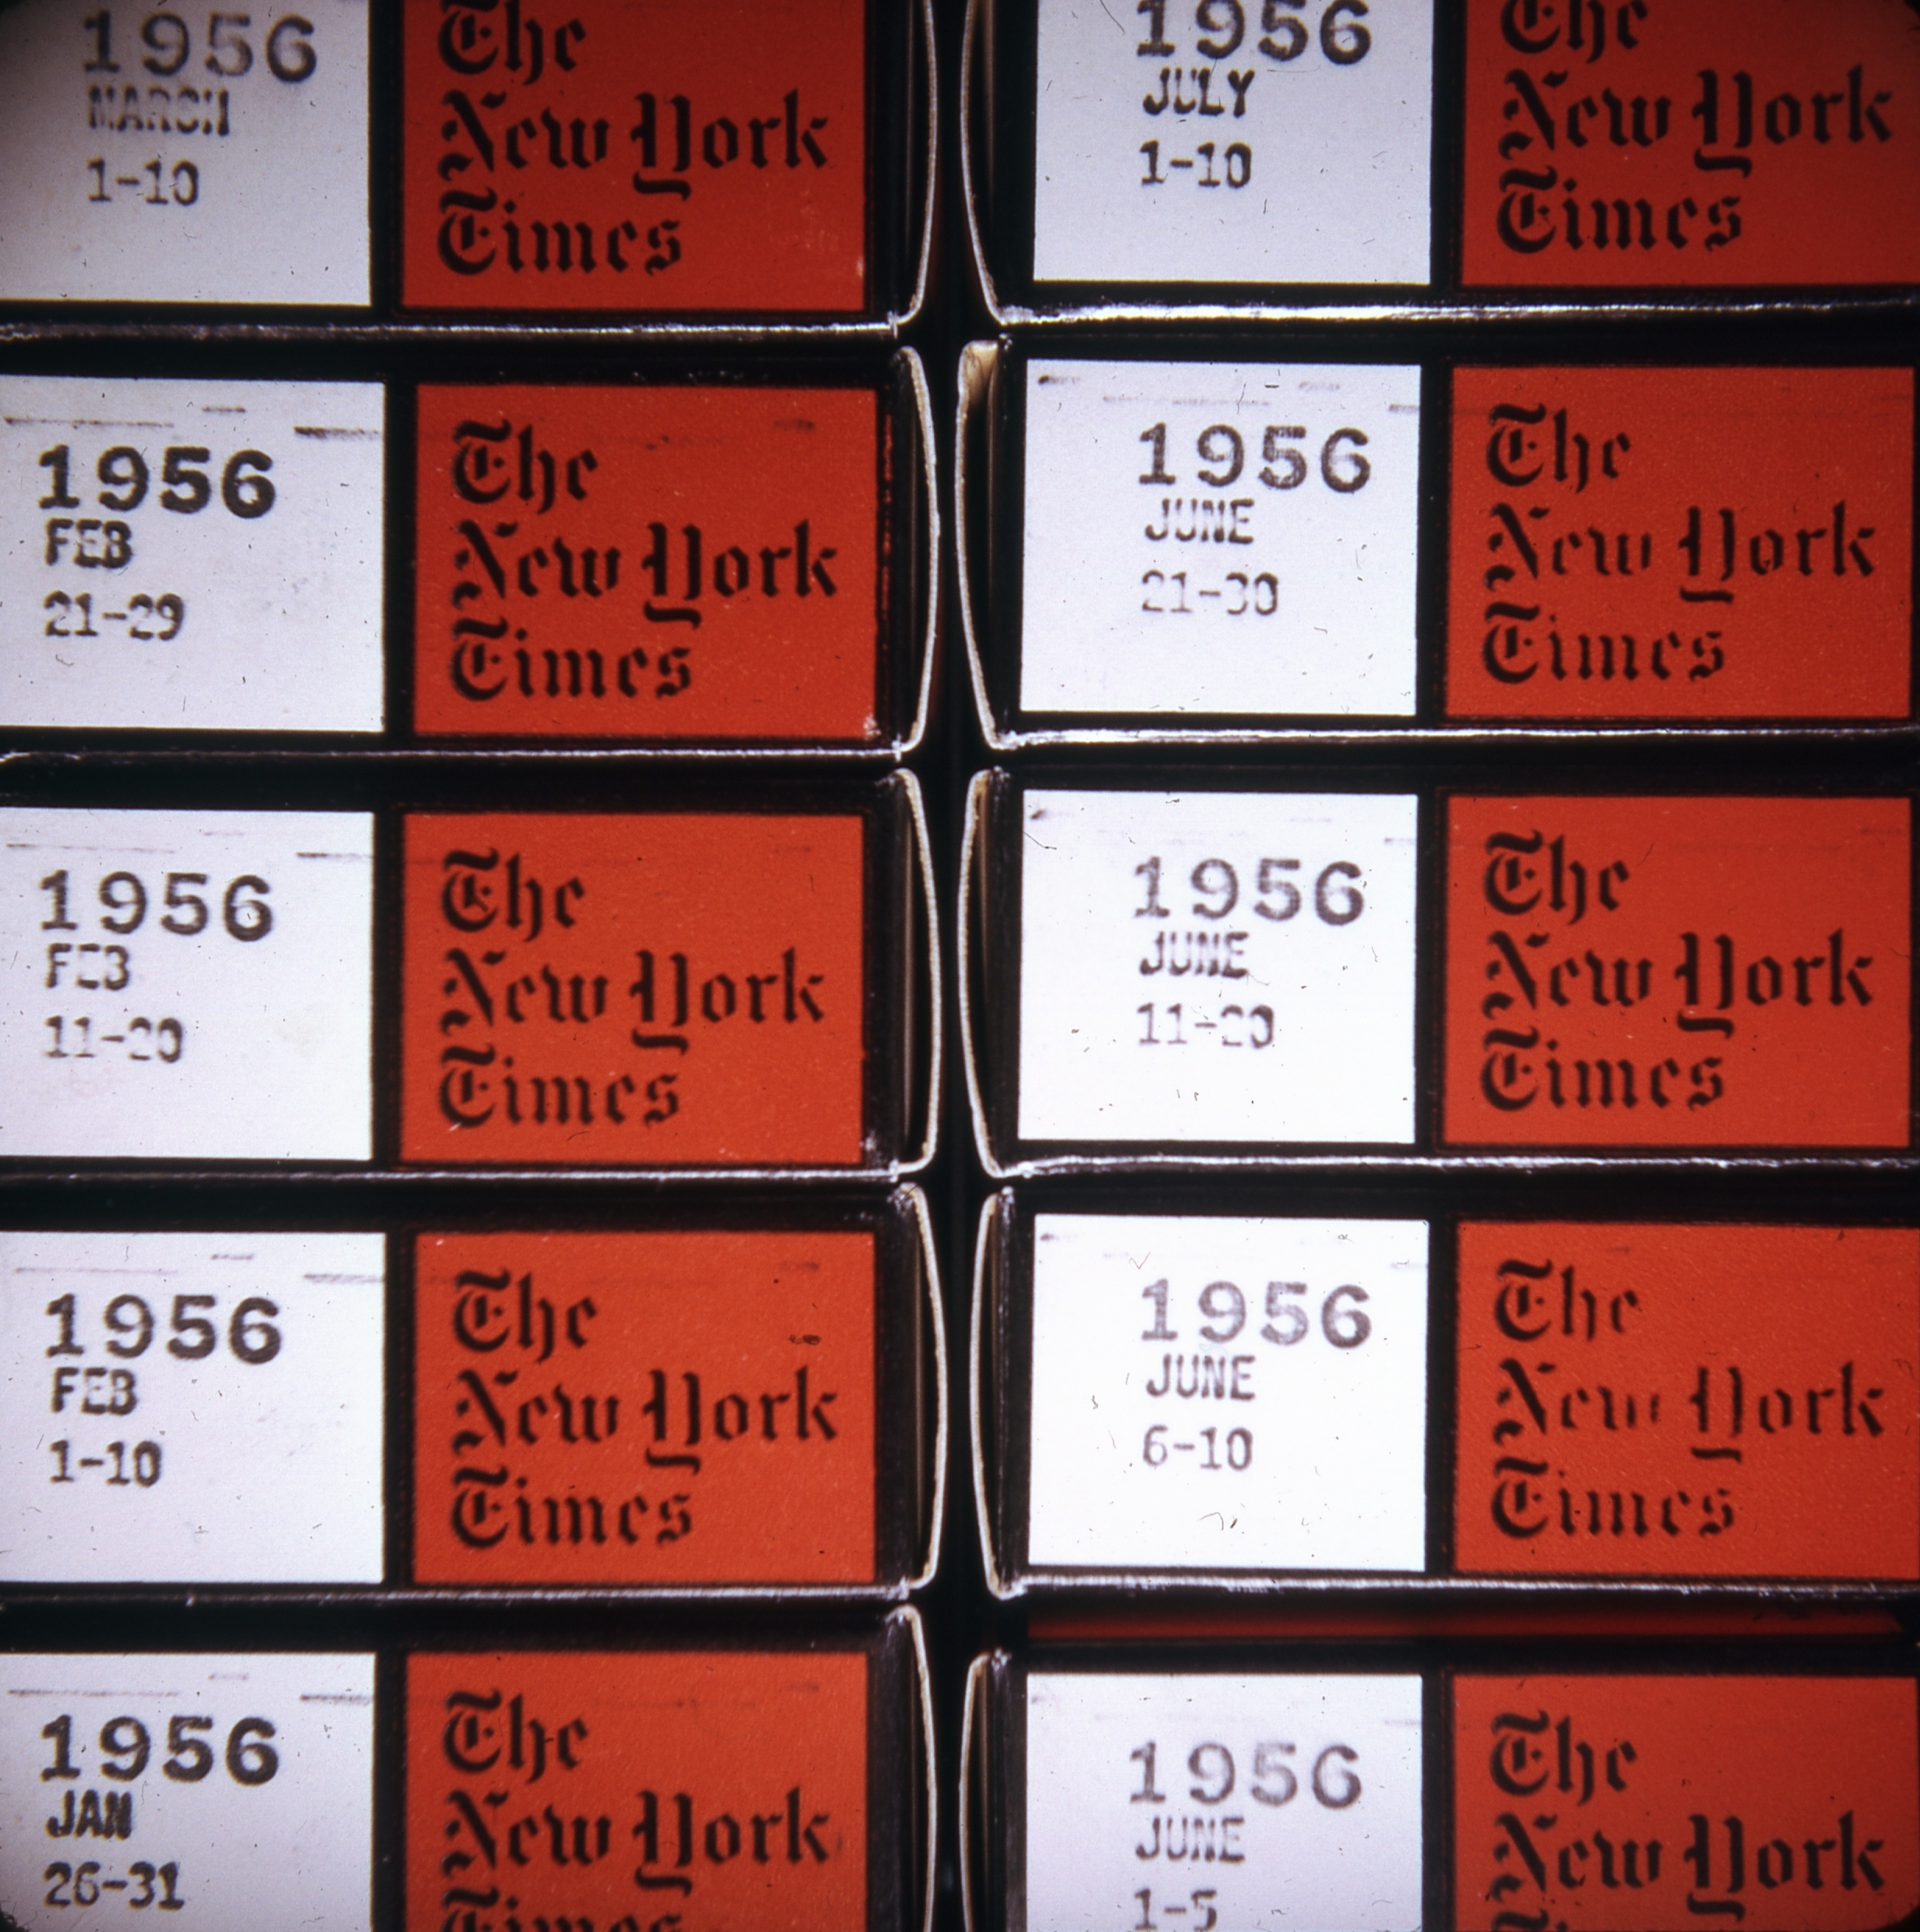 1956
MARCH
1-10
The
New York
Times
1956
JULY
1-10
The
New York
Times
1956
FEB
21-29
The
New York
Times
1956
JUNE
21-30
The
New York
Times
1956
FEB
11-20
The
New York
Times
1956
JUNE
11-20
The
New York
Times
1956
FEB
1-10
The
New York
Times
1956
JUNE
6-10
The
New York
Times
1956
JAN
26-31
The
New York
Times
1956
JUNE
1-5
The
New York